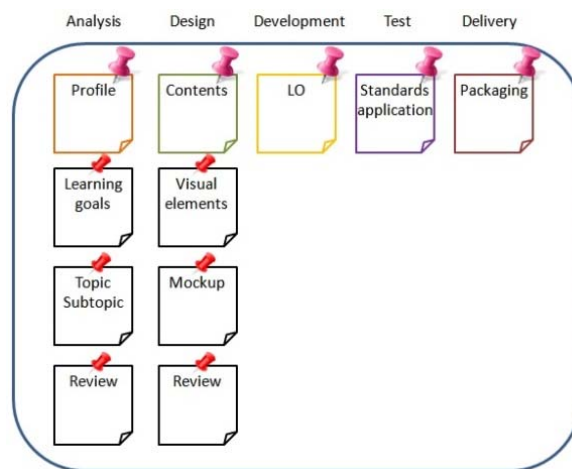 Analysis Design Development Test Delivery
Profile Contents LO Standards application Packaging
Learning goals Visual elements
Topic Subtopic Mockup
Review Review